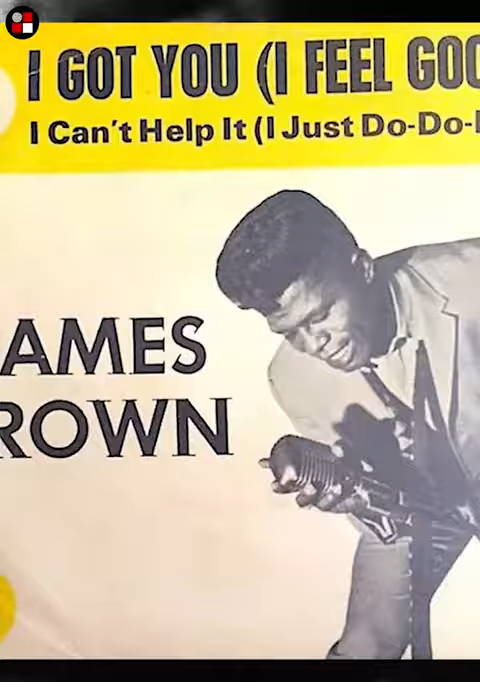 I GOT YOU (I FEEL GOO
I Can't Help It (I Just Do-Do-
AMES
ROWN